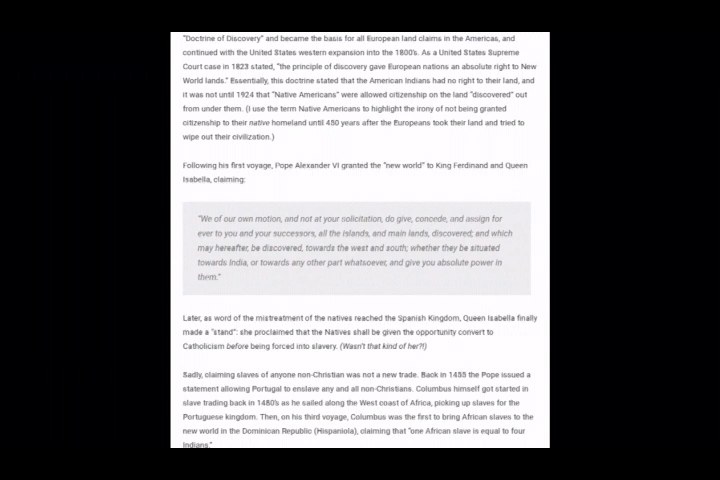 "Doctrine of Discovery" and became the basis for all European land claims in the Americas, and
continued with the United States western expansion into the 1800's. As a United States Supreme
Court case in 1823 stated, "the principle of discovery gave European nations an absolute right to New
World lands." Essentially, this doctrine stated that the American Indians had no right to their land, and
it was not until 1924 that "Native Americans" were allowed citizenship on the land "discovered" out
from under them. (I use the term Native Americans to highlight the irony of not being granted
citizenship to their native homeland until 450 years after the Europeans took their land and tried to
wipe out their civilization.)
Following his first voyage, Pope Alexander VI granted the "new world" to King Ferdinand and Queen
Isabella, claiming:
"We of our own motion, and not at your solicitation, do give, concede, and assign for
ever to you and your successors, all the islands, and main lands, discovered; and which
may hereafter, be discovered, towards the west and south; whether they be situated
towards India, or towards any other part whatsoever, and give you absolute power in
them."
Later, as word of the mistreatment of the natives reached the Spanish Kingdom, Queen Isabella finally
made a "stand": she proclaimed that the Natives shall be given the opportunity convert to
Catholicism before being forced into slavery. (Wasn't that kind of her?!)
Sadly, claiming slaves of anyone non-Christian was not a new trade. Back in 1455 the Pope issued a
statement allowing Portugal to enslave any and all non-Christians. Columbus himself got started in
slave trading back in 1480's as he sailed along the West coast of Africa, picking up slaves for the
Portuguese kingdom. Then, on his third voyage, Columbus was the first to bring African slaves to the
new world in the Dominican Republic (Hispaniola), claiming that "one African slave is equal to four
Indians."